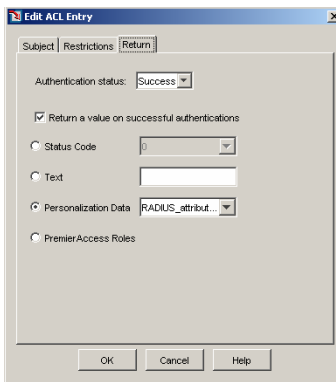 Edit ACL Entry
Subject Restrictions Return
Authentication status: Success
Return a value on successful authentications
Status Code 0
Text
Personalization Data RADIUS_attribut...
PremierAccess Roles
OK Cancel Help